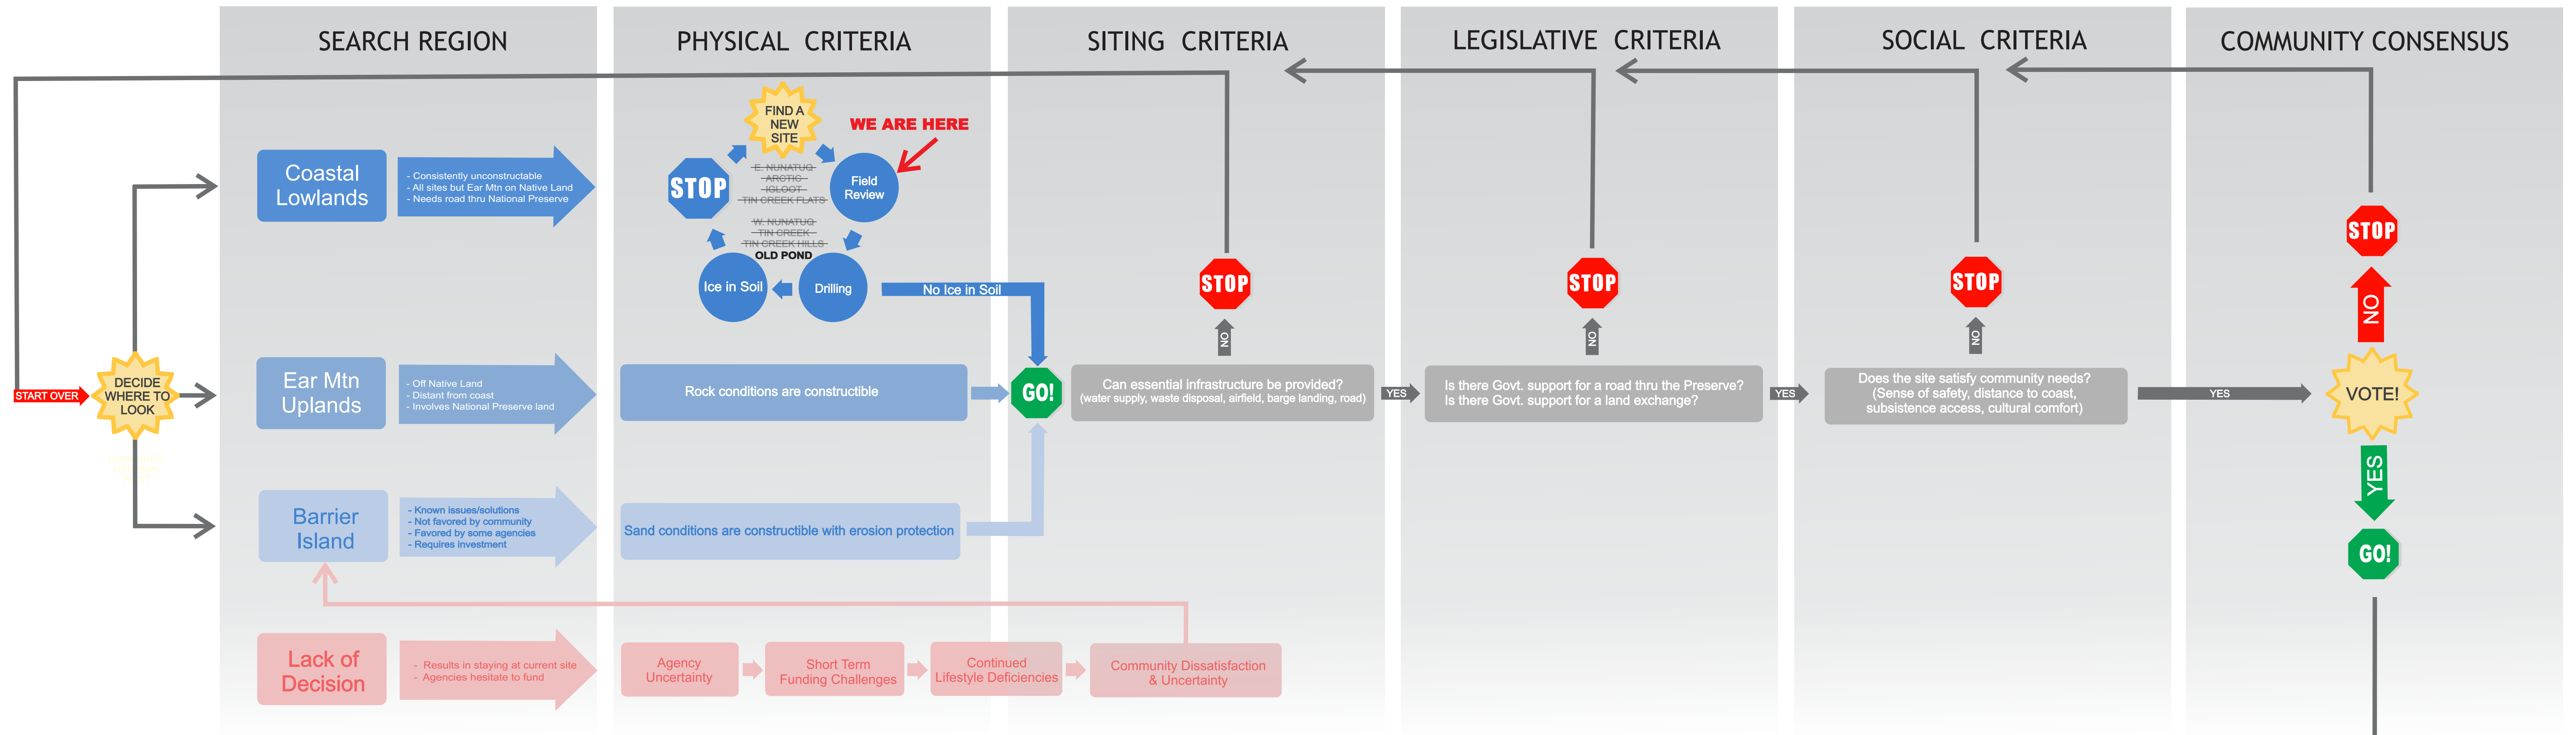 SEARCH REGION
PHYSICAL CRITERIA
SITING CRITERIA
LEGISLATIVE CRITERIA
SOCIAL CRITERIA
COMMUNITY CONSENSUS
START OVER
DECIDE
WHERE TO
LOOK
Coastal
Lowlands
- Consistently unconstructable
- All sites but Ear Mtn on Native Land
- Needs road thru National Preserve
FIND A
NEW
SITE
WE ARE HERE
STOP
E. NUNATUQ
ARCTIC
IGLOOT
TIN CREEK FLATS
W. NUNATUQ
TIN CREEK
TIN CREEK HILLS
OLD POND
Field
Review
Ice in Soil
Drilling
No Ice in Soil
Ear Mtn
Uplands
- Off Native Land
- Distant from coast
- Involves National Preserve land
Rock conditions are constructible
GO!
STOP
NO
Can essential infrastructure be provided?
(water supply, waste disposal, airfield, barge landing, road)
YES
STOP
NO
Is there Govt. support for a road thru the Preserve?
Is there Govt. support for a land exchange?
YES
STOP
NO
Does the site satisfy community needs?
(Sense of safety, distance to coast,
subsistence access, cultural comfort)
YES
STOP
NO
VOTE!
YES
GO!
Barrier
Island
- Known issues/solutions
- Not favored by community
- Favored by some agencies
- Requires investment
Sand conditions are constructible with erosion protection
Lack of
Decision
- Results in staying at current site
- Agencies hesitate to fund
Agency
Uncertainty
Short Term
Funding Challenges
Continued
Lifestyle Deficiencies
Community Dissatisfaction
& Uncertainty